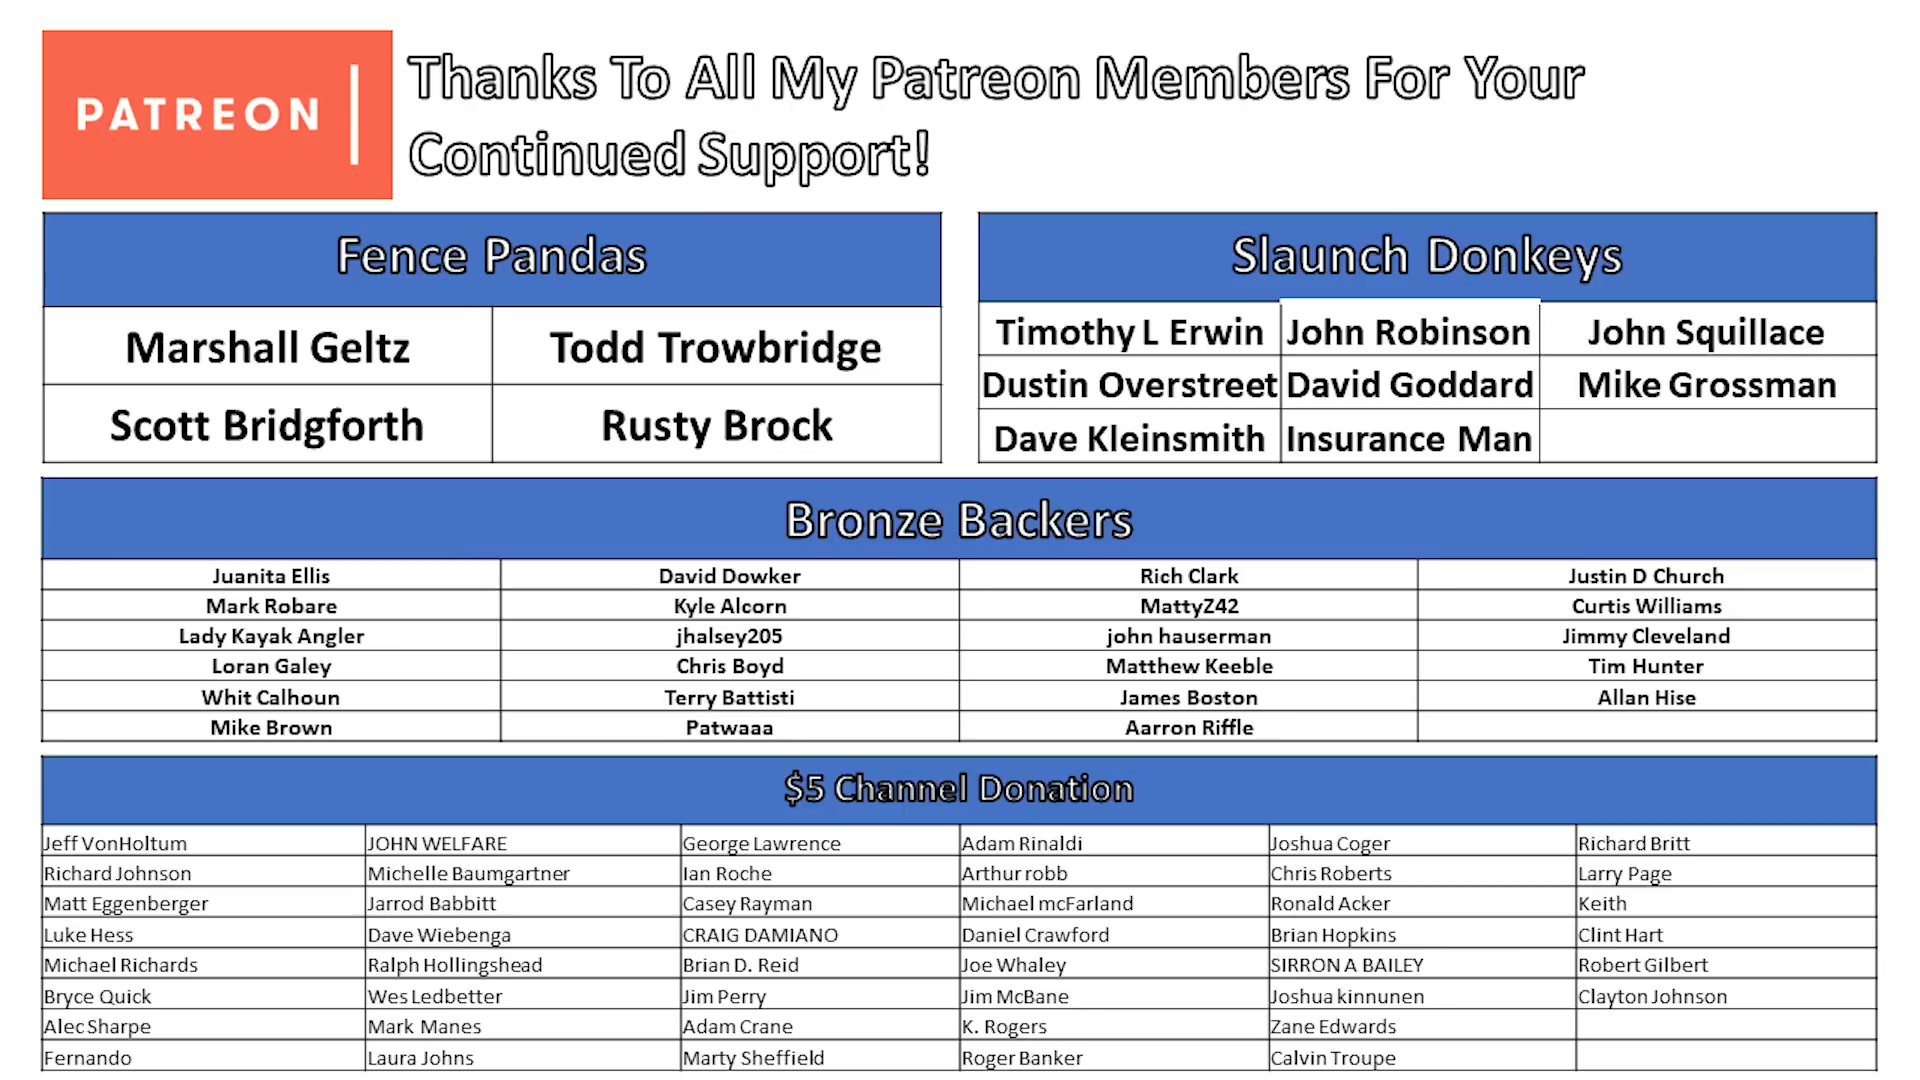 PATREON
Thanks To All My Patreon Members For Your
Continued Support!
Fence Pandas
Marshall Geltz Todd Trowbridge
Scott Bridgforth Rusty Brock
Slaunch Donkeys
Timothy L Erwin John Robinson John Squillace
Dustin Overstreet David Goddard Mike Grossman
Dave Kleinsmith Insurance Man
Bronze Backers
Juanita Ellis David Dowker Rich Clark Justin D Church
Mark Robare Kyle Alcorn MattyZ42 Curtis Williams
Lady Kayak Angler jhalsey205 john hauserman Jimmy Cleveland
Loran Galey Chris Boyd Matthew Keeble Tim Hunter
Whit Calhoun Terry Battisti James Boston Allan Hise
Mike Brown Patwaaa Aarron Riffle
$5 Channel Donation
Jeff VonHoltum JOHN WELFARE George Lawrence Adam Rinaldi Joshua Coger Richard Britt
Richard Johnson Michelle Baumgartner Ian Roche Arthur robb Chris Roberts Larry Page
Matt Eggenberger Jarrod Babbitt Casey Rayman Michael mcFarland Ronald Acker Keith
Luke Hess Dave Wiebenga CRAIG DAMIANO Daniel Crawford Brian Hopkins Clint Hart
Michael Richards Ralph Hollingshead Brian D. Reid Joe Whaley SIRRON A BAILEY Robert Gilbert
Bryce Quick Wes Ledbetter Jim Perry Jim McBane Joshua kinnunen Clayton Johnson
Alec Sharpe Mark Manes Adam Crane K. Rogers Zane Edwards
Fernando Laura Johns Marty Sheffield Roger Banker Calvin Troupe